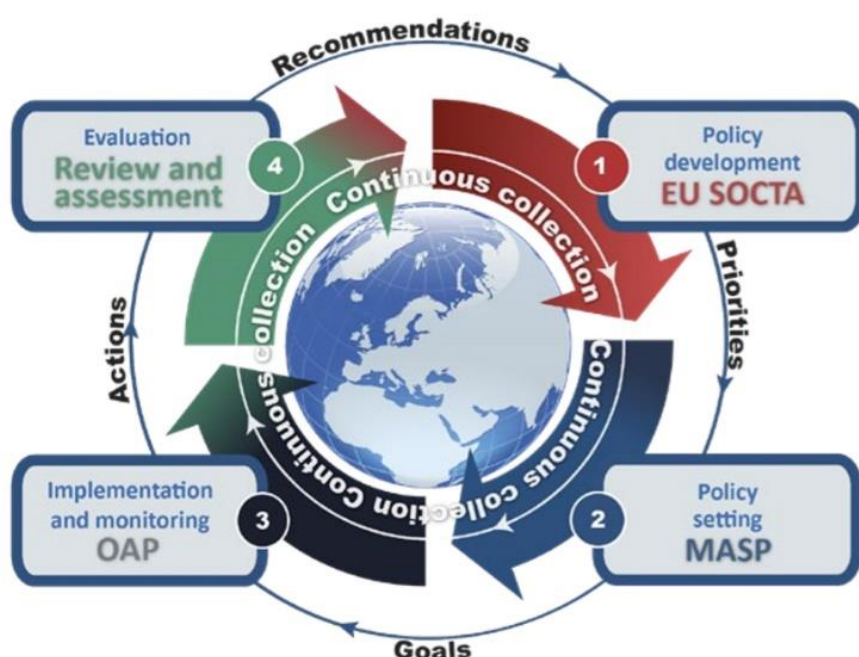 Recommendations
Evaluation
Review and
assessment
4
1
Policy
development
EU SOCTA
Continuous collection
Priorities
Continuous collection
2
Policy
setting
MASP
Goals
Continuous collection
3
Implementation
and monitoring
OAP
Actions
collection